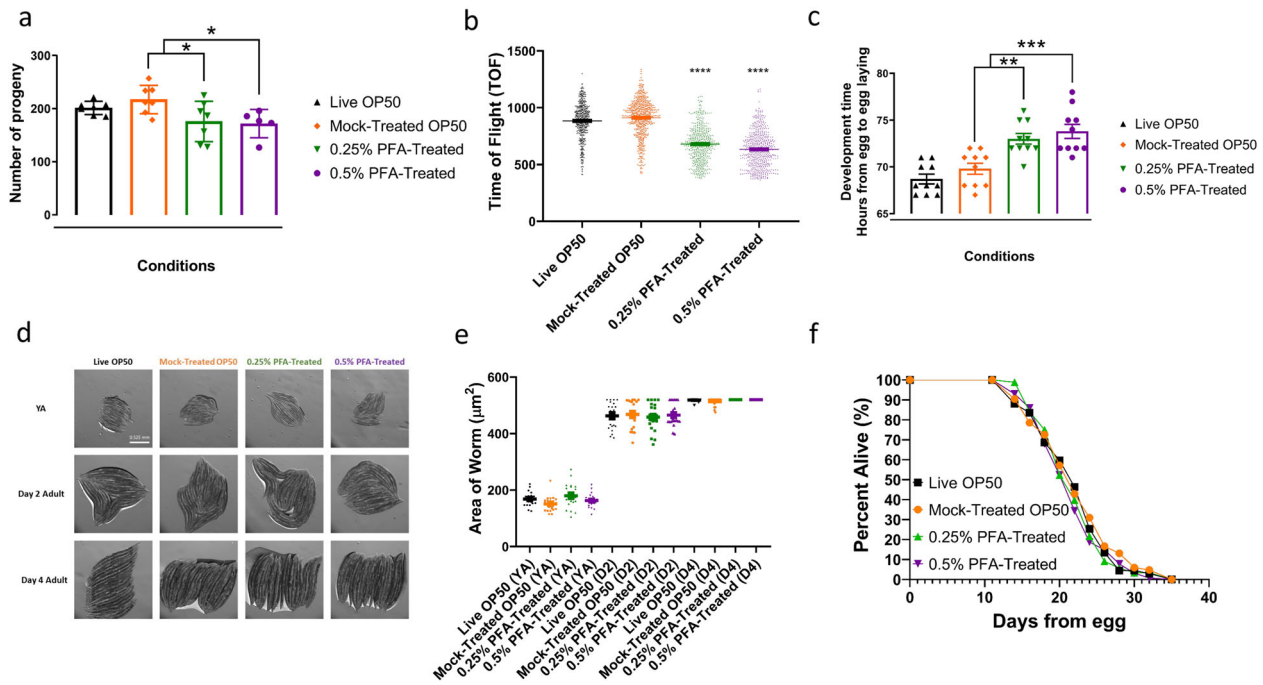 a
Number of progeny
300
200
100
0
*
*
Conditions
Live OP50
Mock-Treated OP50
0.25% PFA-Treated
0.5% PFA-Treated
b
Time of Flight (TOF)
1500
1000
500
0
****
****
Live OP50
Mock-Treated OP50
0.25% PFA-Treated
0.5% PFA-Treated
c
Development time
Hours from egg to egg laying
80
75
70
65
**
***
Conditions
Live OP50
Mock-Treated OP50
0.25% PFA-Treated
0.5% PFA-Treated
d
Live OP50 Mock-Treated OP50 0.25% PFA-Treated 0.5% PFA-Treated
YA
Day 2 Adult
Day 4 Adult
e
Area of Worm (μm²)
600
400
200
0
Live OP50 (YA)
Mock-Treated OP50 (YA)
0.25% PFA-Treated (YA)
0.5% PFA-Treated (YA)
Live OP50 (D2)
Mock-Treated OP50 (D2)
0.25% PFA-Treated (D2)
0.5% PFA-Treated (D2)
Live OP50 (D4)
Mock-Treated OP50 (D4)
0.25% PFA-Treated (D4)
0.5% PFA-Treated (D4)
f
Percent Alive (%)
100
90
80
70
60
50
40
30
20
10
0
Live OP50
Mock-Treated OP50
0.25% PFA-Treated
0.5% PFA-Treated
0 10 20 30 40
Days from egg